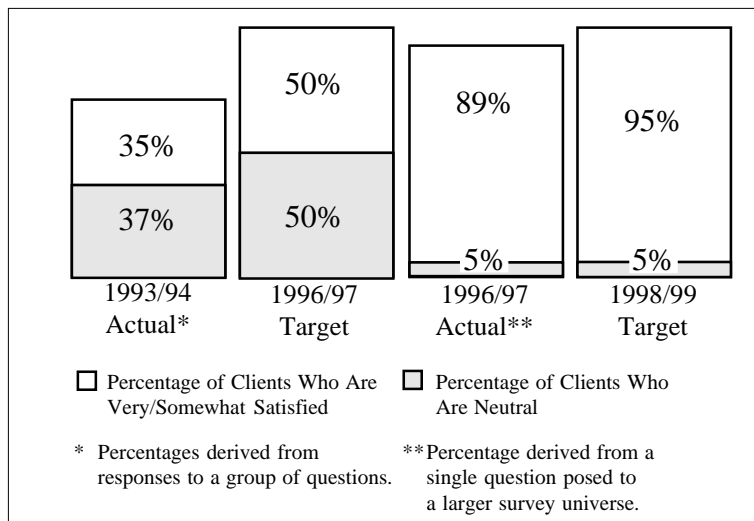 50%
89%
95%
35%
37%
50%
5%
5%
1993/94
Actual*
1996/97
Target
1996/97
Actual**
1998/99
Target
Percentage of Clients Who Are
Very/Somewhat Satisfied
Percentage of Clients Who
Are Neutral
* Percentages derived from
responses to a group of questions.
**Percentage derived from a
single question posed to
a larger survey universe.